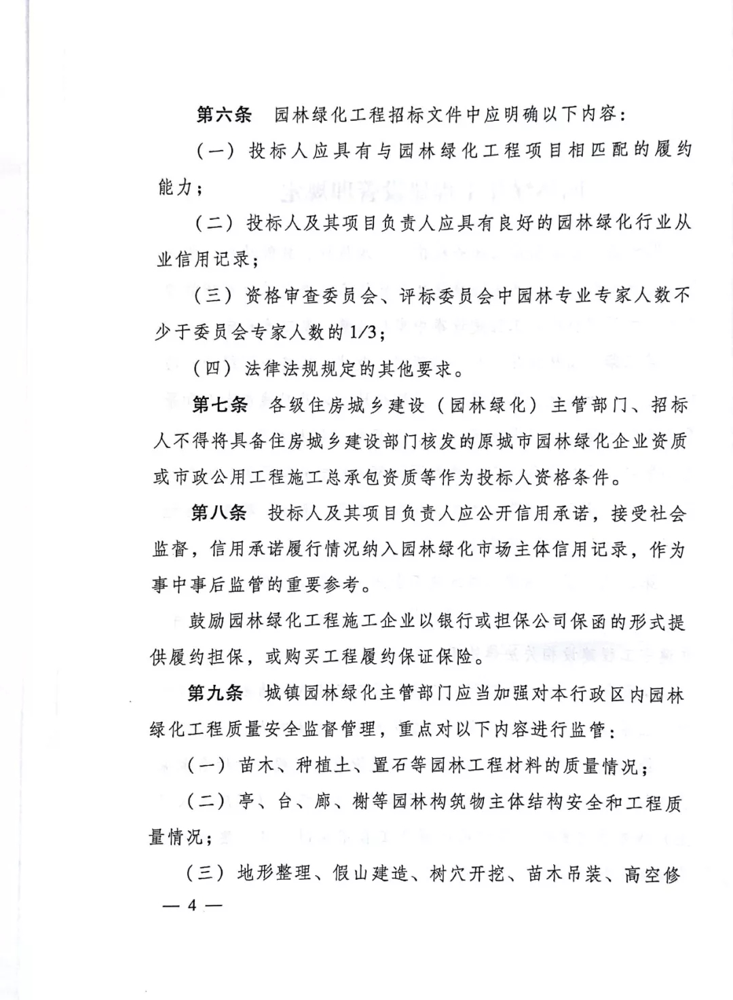 第六条 园林绿化工程招标文件中应明确以下内容：
（一）投标人应具有与园林绿化工程项目相匹配的履约
能力；
（二）投标人及其项目负责人应具有良好的园林绿化行业从
业信用记录；
（三）资格审查委员会、评标委员会中园林专业专家人数不
少于委员会专家人数的1/3；
（四）法律法规规定的其他要求。
第七条 各级住房城乡建设（园林绿化）主管部门、招标
人不得将具备住房城乡建设部门核发的原城市园林绿化企业资质
或市政公用工程施工总承包资质等作为投标人资格条件。
第八条 投标人及其项目负责人应公开信用承诺，接受社会
监督，信用承诺履行情况纳入园林绿化市场主体信用记录，作为
事中事后监管的重要参考。
鼓励园林绿化工程施工企业以银行或担保公司保函的形式提
供履约担保，或购买工程履约保证保险。
第九条 城镇园林绿化主管部门应当加强对本行政区内园林
绿化工程质量安全监督管理，重点对以下内容进行监管：
（一）苗木、种植土、置石等园林工程材料的质量情况；
（二）亭、台、廊、榭等园林构筑物主体结构安全和工程质
量情况；
（三）地形整理、假山建造、树穴开挖、苗木吊装、高空修
— 4 —